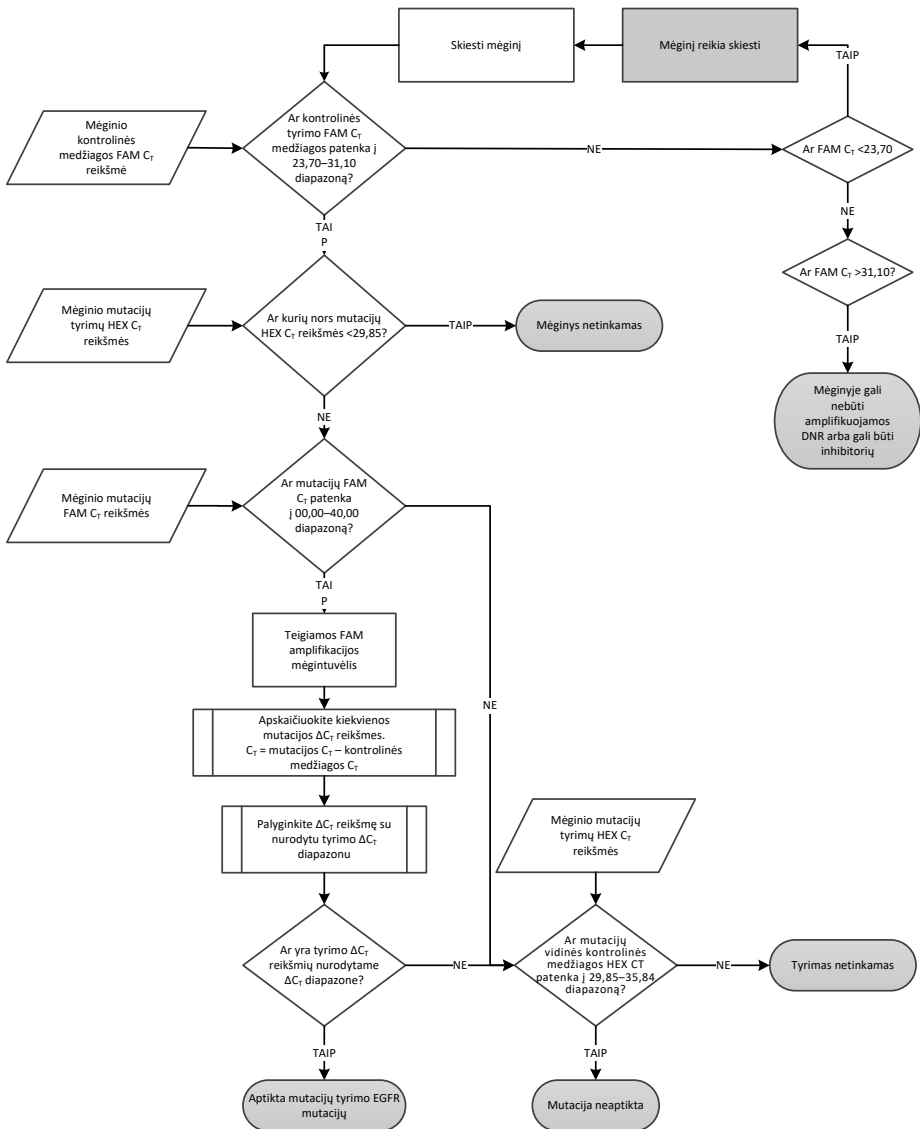 Skiesti mėginį
Mėginį reikia skiesti
TAIP
Mėginio
kontrolinės
medžiagos FAM CT
reikšmė
Ar kontrolinės
tyrimo FAM CT
medžiagos patenka į
23,70–31,10
diapazoną?
NE
Ar FAM CT <23,70
NE
TAI
P
Ar FAM CT >31,10?
Mėginio mutacijų
tyrimų HEX CT
reikšmės
Ar kurių nors mutacijų
HEX CT reikšmės <29,85?
TAIP
Mėginys netinkamas
TAIP
Mėginyje gali
nebūti
amplifikuojamos
DNR arba gali būti
inhibitorių
NE
Mėginio mutacijų
FAM CT reikšmės
Ar mutacijų FAM
CT patenka
į 00,00–40,00
diapazoną?
TAI
P
Teigiamos FAM
amplifikacijos
mėgintuvėlis
NE
Apskaičiuokite kiekvienos
mutacijos ΔCT reikšmes.
CT = mutacijos CT – kontrolinės
medžiagos CT
Palyginkite ΔCT reikšmę su
nurodytu tyrimo ΔCT
diapazonu
Mėginio mutacijų
tyrimų HEX CT
reikšmės
Ar yra tyrimo ΔCT
reikšmių nurodytame
ΔCT diapazone?
NE
Ar mutacijų
vidinės kontrolinės
medžiagos HEX CT
patenka į 29,85–35,84
diapazoną?
NE
Tyrimas netinkamas
TAIP
TAIP
Aptikta mutacijų tyrimo EGFR
mutacijų
Mutacija neaptikta